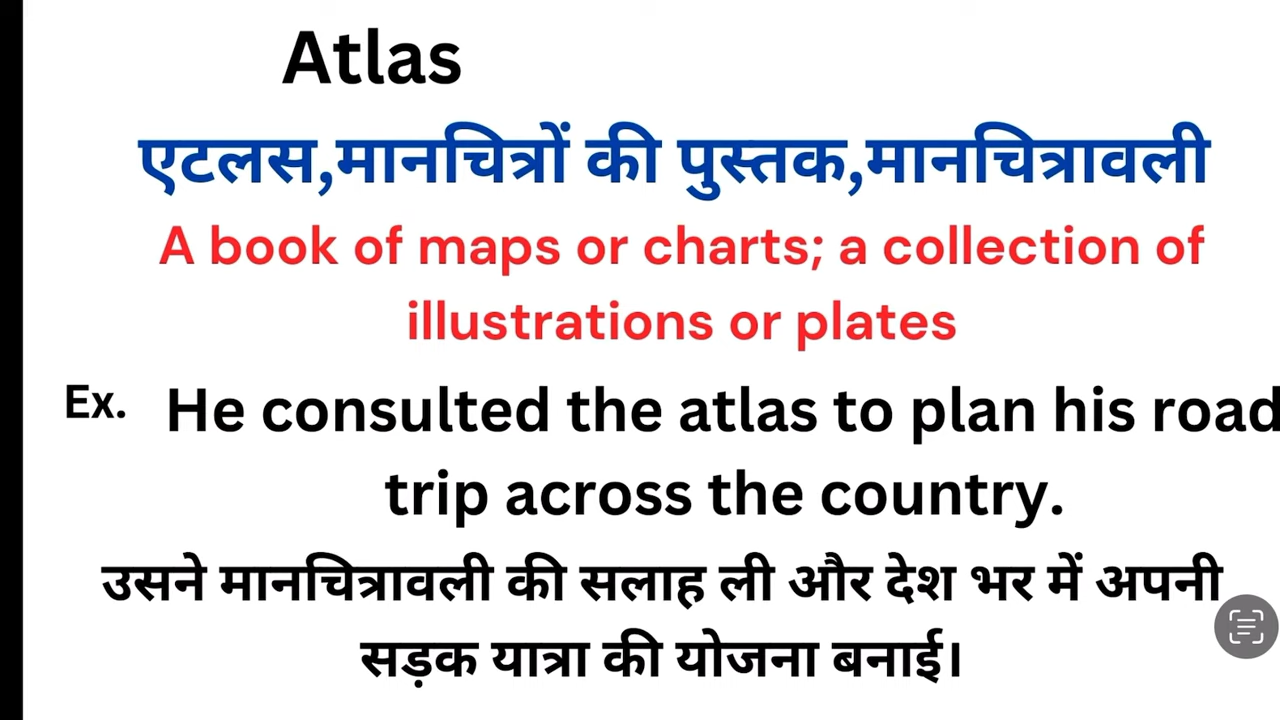 Atlas
एटलस,मानचित्रों की पुस्तक,मानचित्रावली
A book of maps or charts; a collection of
illustrations or plates
Ex. He consulted the atlas to plan his road
trip across the country.
उसने मानचित्रावली की सलाह ली और देश भर में अपनी
सड़क यात्रा की योजना बनाई।